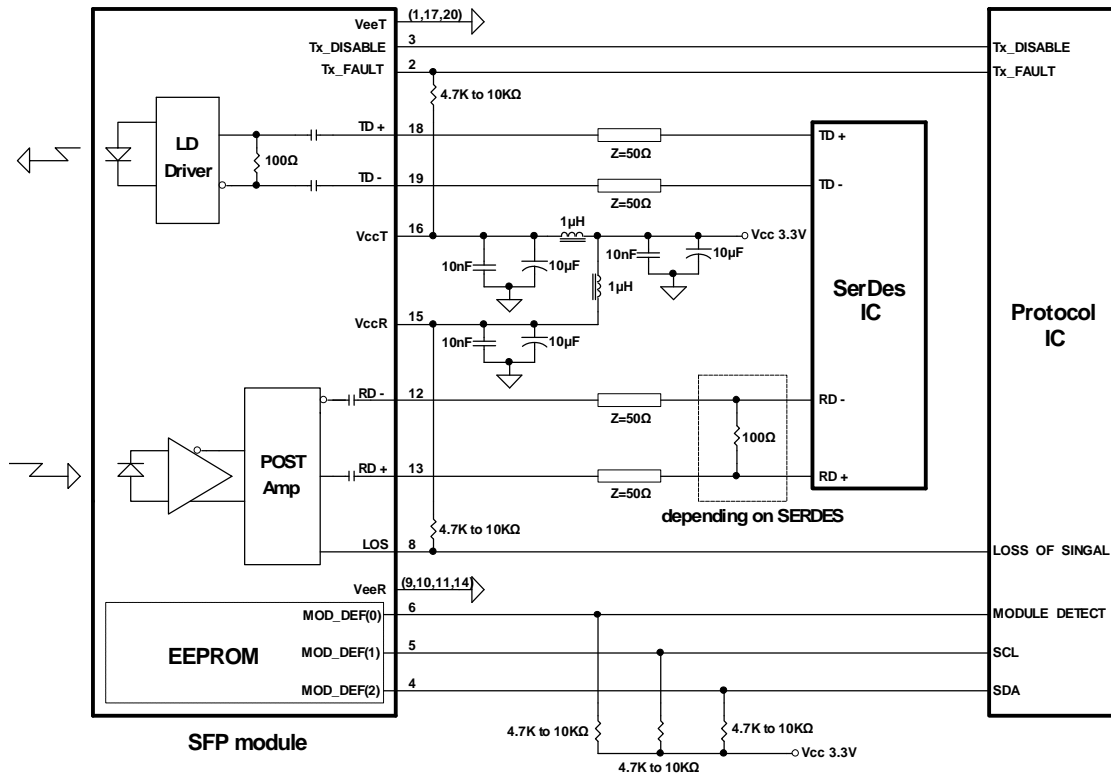 VeeT
(1,17,20)
Tx_DISABLE
3
Tx_DISABLE
Tx_FAULT
2
Tx_FAULT
4.7K to 10KΩ
LD
Driver
100Ω
TD +
18
Z=50Ω
TD +
TD -
19
Z=50Ω
TD -
VccT
16
1µH
Vcc 3.3V
10nF
10µF
10nF
10µF
1µH
SerDes
IC
Protocol
IC
VccR
15
10nF
10µF
RD -
12
Z=50Ω
RD -
100Ω
POST
Amp
RD +
13
Z=50Ω
RD +
depending on SERDES
4.7K to 10KΩ
LOS
8
LOSS OF SINGAL
VeeR
(9,10,11,14)
EEPROM
MOD_DEF(0)
6
MODULE DETECT
MOD_DEF(1)
5
SCL
MOD_DEF(2)
4
SDA
4.7K to 10KΩ
4.7K to 10KΩ
4.7K to 10KΩ
Vcc 3.3V
SFP module